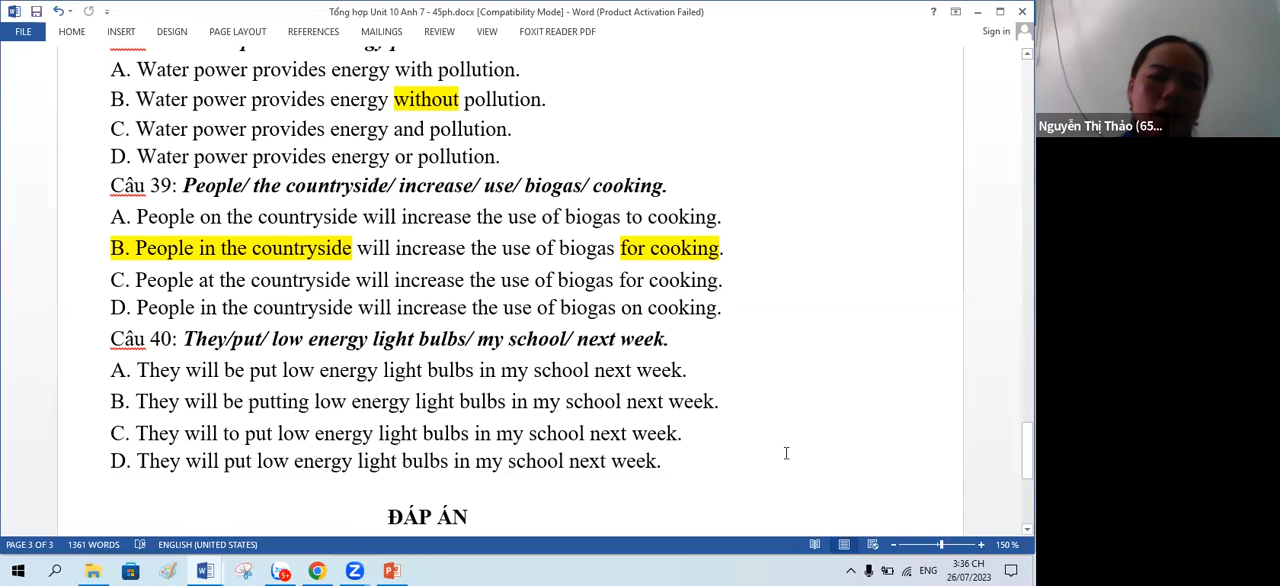 Tổng hợp Unit 10 Anh 7 - 45ph.docx [Compatibility Mode] - Word (Product Activation Failed)
FILE HOME INSERT DESIGN PAGE LAYOUT REFERENCES MAILINGS REVIEW VIEW FOXIT READER PDF Sign in
A. Water power provides energy with pollution.
B. Water power provides energy without pollution.
C. Water power provides energy and pollution.
D. Water power provides energy or pollution.
Câu 39: People/ the countryside/ increase/ use/ biogas/ cooking.
A. People on the countryside will increase the use of biogas to cooking.
B. People in the countryside will increase the use of biogas for cooking.
C. People at the countryside will increase the use of biogas for cooking.
D. People in the countryside will increase the use of biogas on cooking.
Câu 40: They/put/ low energy light bulbs/ my school/ next week.
A. They will be put low energy light bulbs in my school next week.
B. They will be putting low energy light bulbs in my school next week.
C. They will to put low energy light bulbs in my school next week.
D. They will put low energy light bulbs in my school next week.
ĐÁP ÁN
PAGE 3 OF 3 1361 WORDS ENGLISH (UNITED STATES) 150 %
ENG 3:36 CH
26/07/2023
Nguyễn Thị Thảo (65...